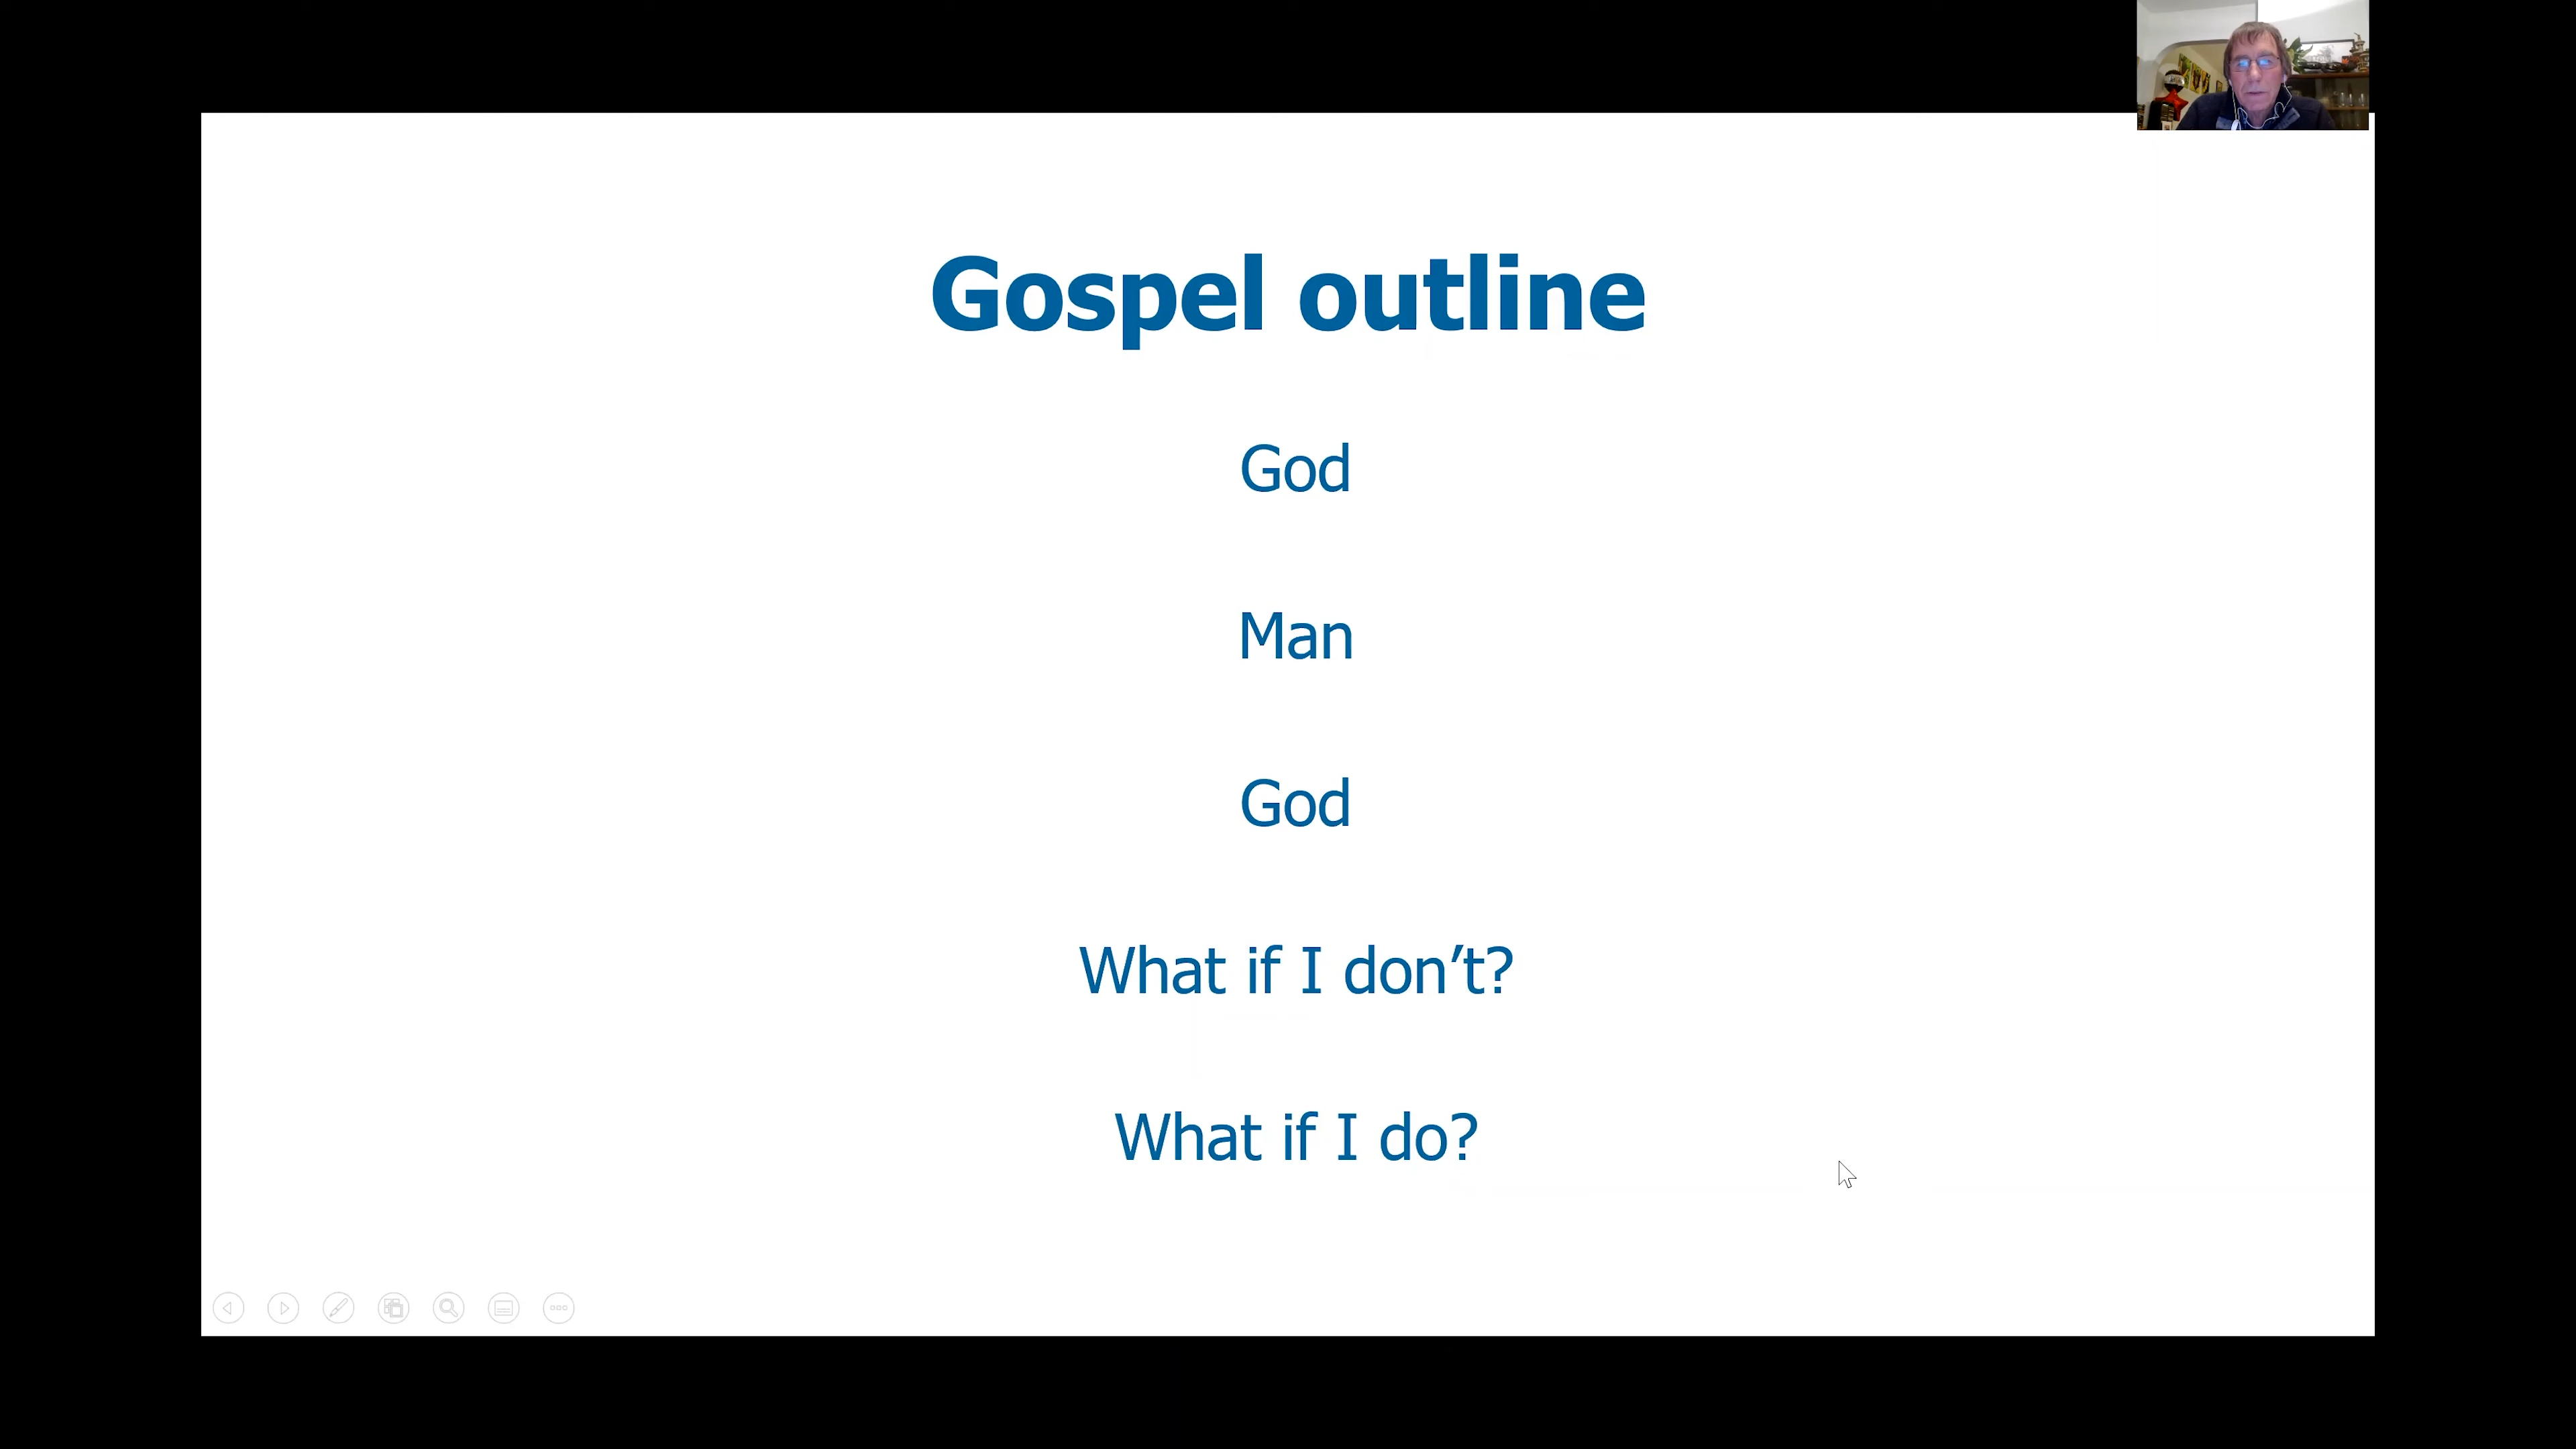 Gospel outline
God
Man
God
What if I don’t?
What if I do?